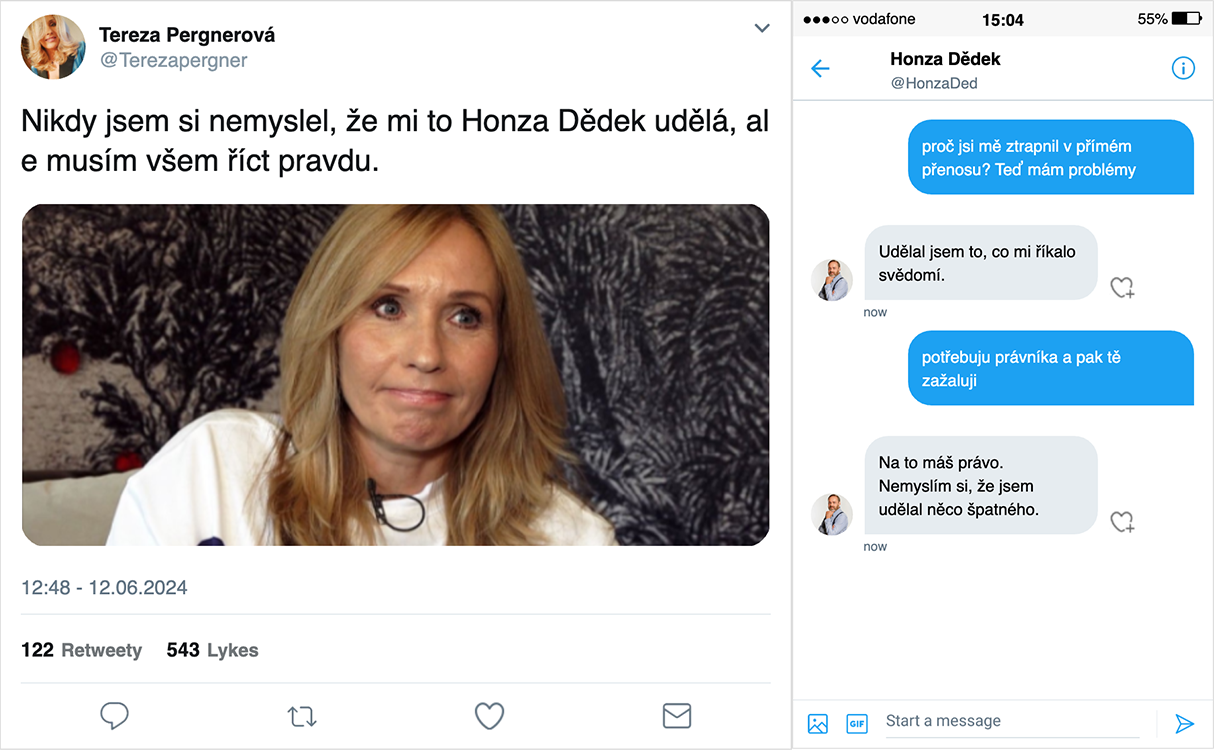 Tereza Pergnerová
@Terezapergner
Nikdy jsem si nemyslel, že mi to Honza Dědek udělá, al
e musím všem říct pravdu.
12:48 - 12.06.2024
122 Retweety 543 Lykes
vodafone 15:04 55%
Honza Dědek
@HonzaDed
proč jsi mě ztrapnil v přímém
přenosu? Teď mám problémy
Udělal jsem to, co mi říkalo
svědomí.
now
potřebuju právníka a pak tě
zažaluji
Na to máš právo.
Nemyslím si, že jsem
udělal něco špatného.
now
GIF Start a message